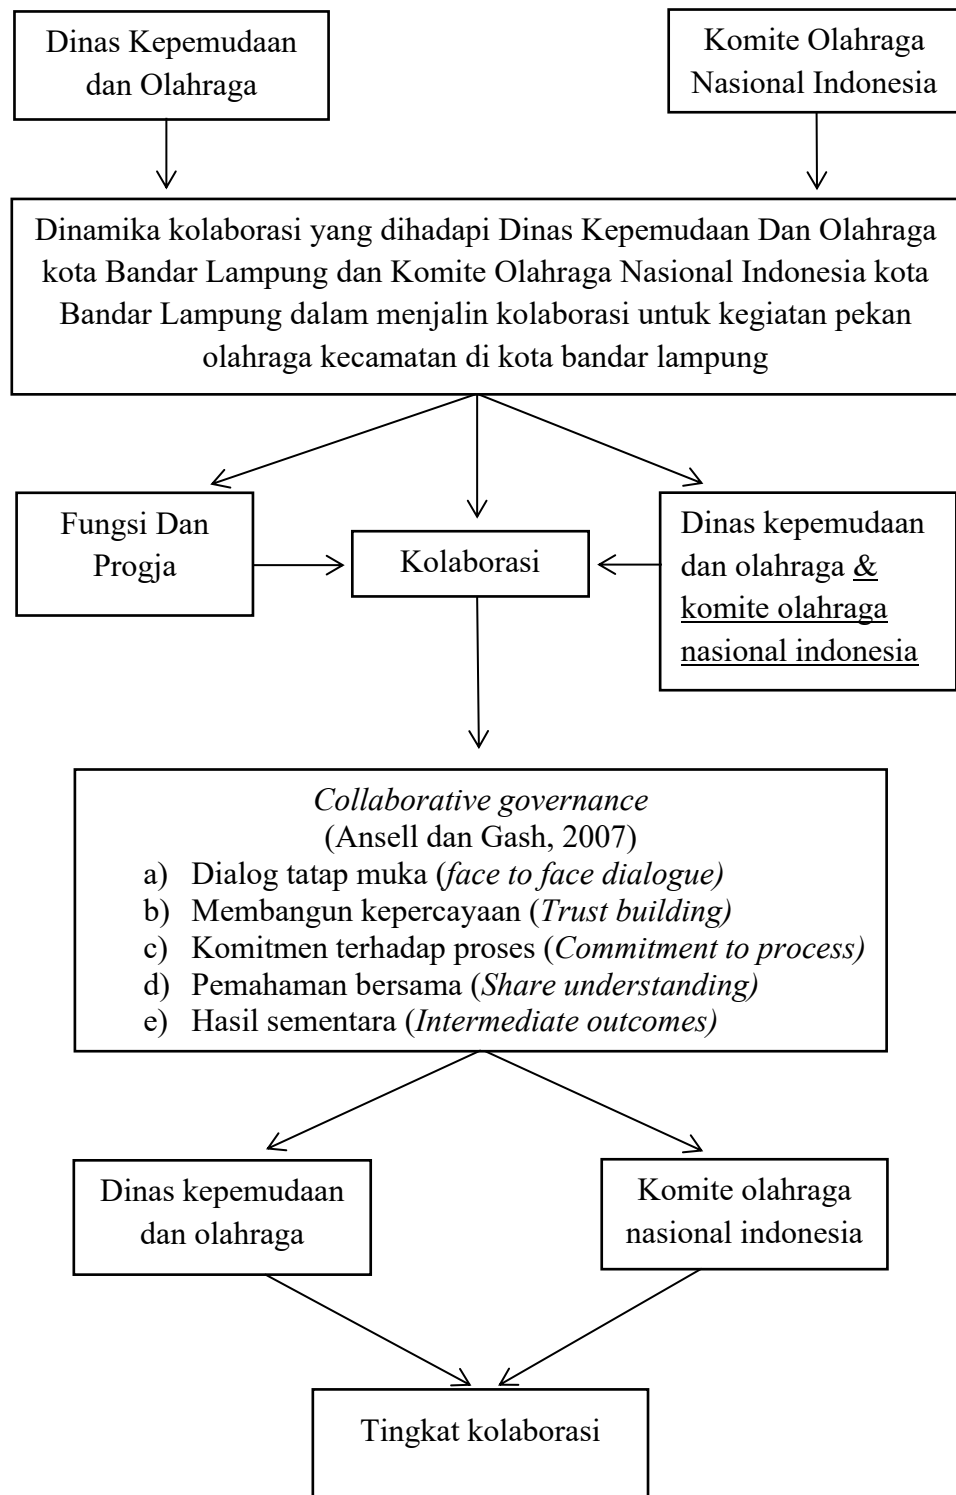 Dinas Kepemudaan
dan Olahraga
Komite Olahraga
Nasional Indonesia
Dinamika kolaborasi yang dihadapi Dinas Kepemudaan Dan Olahraga
kota Bandar Lampung dan Komite Olahraga Nasional Indonesia kota
Bandar Lampung dalam menjalin kolaborasi untuk kegiatan pekan
olahraga kecamatan di kota bandar lampung
Fungsi Dan
Progja
Kolaborasi
Dinas kepemudaan
dan olahraga &
komite olahraga
nasional indonesia
Collaborative governance
(Ansell dan Gash, 2007)
a) Dialog tatap muka (face to face dialogue)
b) Membangun kepercayaan (Trust building)
c) Komitmen terhadap proses (Commitment to process)
d) Pemahaman bersama (Share understanding)
e) Hasil sementara (Intermediate outcomes)
Dinas kepemudaan
dan olahraga
Komite olahraga
nasional indonesia
Tingkat kolaborasi